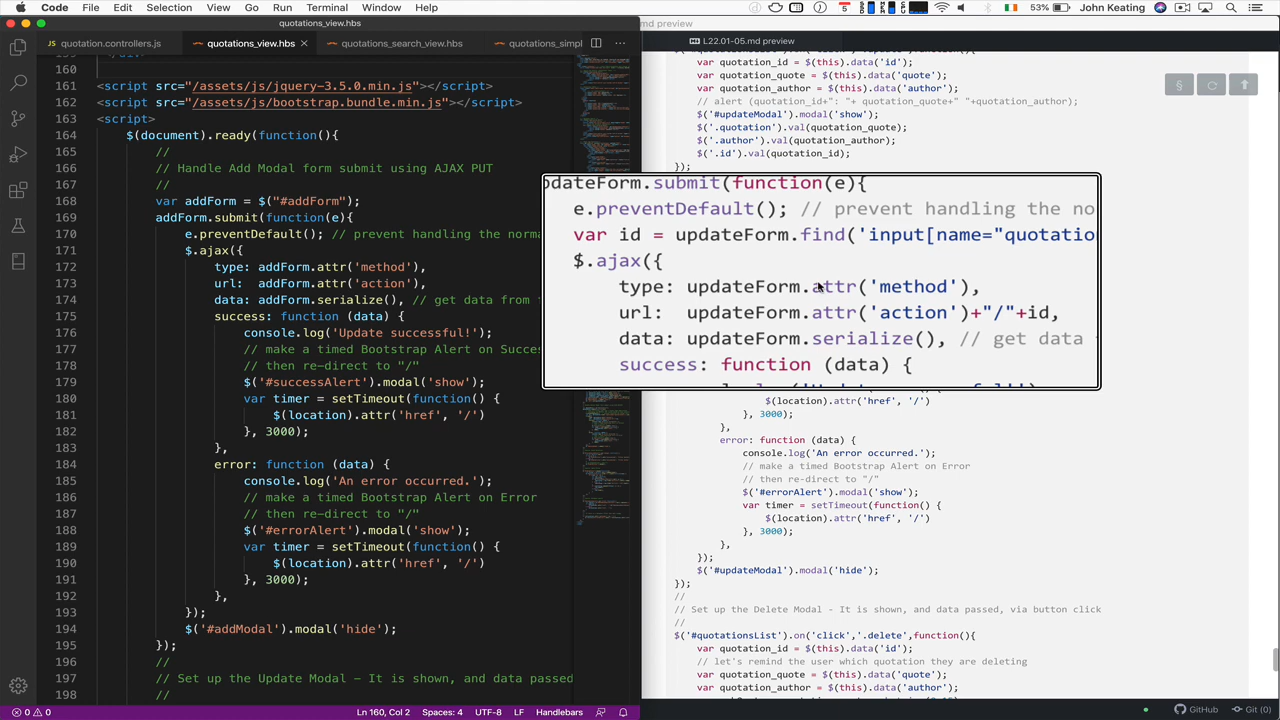 Code File Edit Selection View Go Run Terminal Window Help 5 53% John Keating
quotations_view.hbs
quotation.controllers.js quotations_view.hbs quotations_search_view.hbs quotations_simpl
160
161 <script src="/assets/js/jquery-3.5.0.min.js"></script>
162 <script src="/assets/js/bootstrap.bundle.min.js"></script>
163 <script>
164 $(document).ready(function(){
165 //
166 // Handle Add Modal form submit using AJAX PUT
167 //
168 var addForm = $("#addForm");
169 addForm.submit(function(e){
170 e.preventDefault(); // prevent handling the norma
171 $.ajax({
172 type: addForm.attr('method'),
173 url: addForm.attr('action'),
174 data: addForm.serialize(), // get data from t
175 success: function (data) {
176 console.log('Update successful!');
177 // make a timed Bootstrap Alert on Succes
178 // then re-direct to "/"
179 $('#successAlert').modal('show');
180 var timer = setTimeout(function() {
181 $(location).attr('href', '/')
182 }, 3000);
183 },
184 error: function (data) {
185 console.log('An error occurred.');
186 // make a timed Bootstrap Alert on Error
187 // then re-direct to "/"
188 $('#errorAlert').modal('show');
189 var timer = setTimeout(function() {
190 $(location).attr('href', '/')
191 }, 3000);
192 },
193 });
194 $('#addModal').modal('hide');
195 });
196 //
197 // Set up the Update Modal – It is shown, and data passed
198 //
md preview
L22.01-05.md preview
var quotation_id = $(this).data('id');
var quotation_quote = $(this).data('quote');
var quotation_author = $(this).data('author');
// alert (quotation_id+": "+ quotation_quote+" "+quotation_author);
$('#updateModal').modal('show');
$('.quotation').val(quotation_quote);
$('.author').val(quotation_author);
$('.id').val(quotation_id);
});
pdateForm.submit(function(e){
e.preventDefault(); // prevent handling the no
var id = updateForm.find('input[name="quotatio
$.ajax({
type: updateForm.attr('method'),
url: updateForm.attr('action')+"/"+id,
data: updateForm.serialize(), // get data
success: function (data) {
$(location).attr('href', '/')
}, 3000);
},
error: function (data) {
console.log('An error occurred.');
// make a timed Bootstrap Alert on Error
// then re-direct to "/"
$('#errorAlert').modal('show');
var timer = setTimeout(function() {
$(location).attr('href', '/')
}, 3000);
},
});
$('#updateModal').modal('hide');
});
//
// Set up the Delete Modal - It is shown, and data passed, via button click
//
$('#quotationsList').on('click','.delete',function(){
var quotation_id = $(this).data('id');
// let's remind the user which quotation they are deleting
var quotation_quote = $(this).data('quote');
var quotation_author = $(this).data('author');
0 0 Ln 160, Col 2 Spaces: 4 UTF-8 LF Handlebars GitHub Git (0)